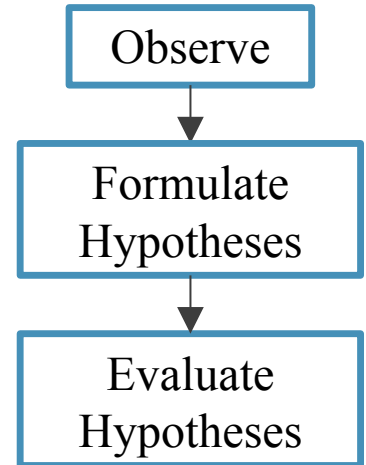 Observe
Formulate
Hypotheses
Evaluate
Hypotheses